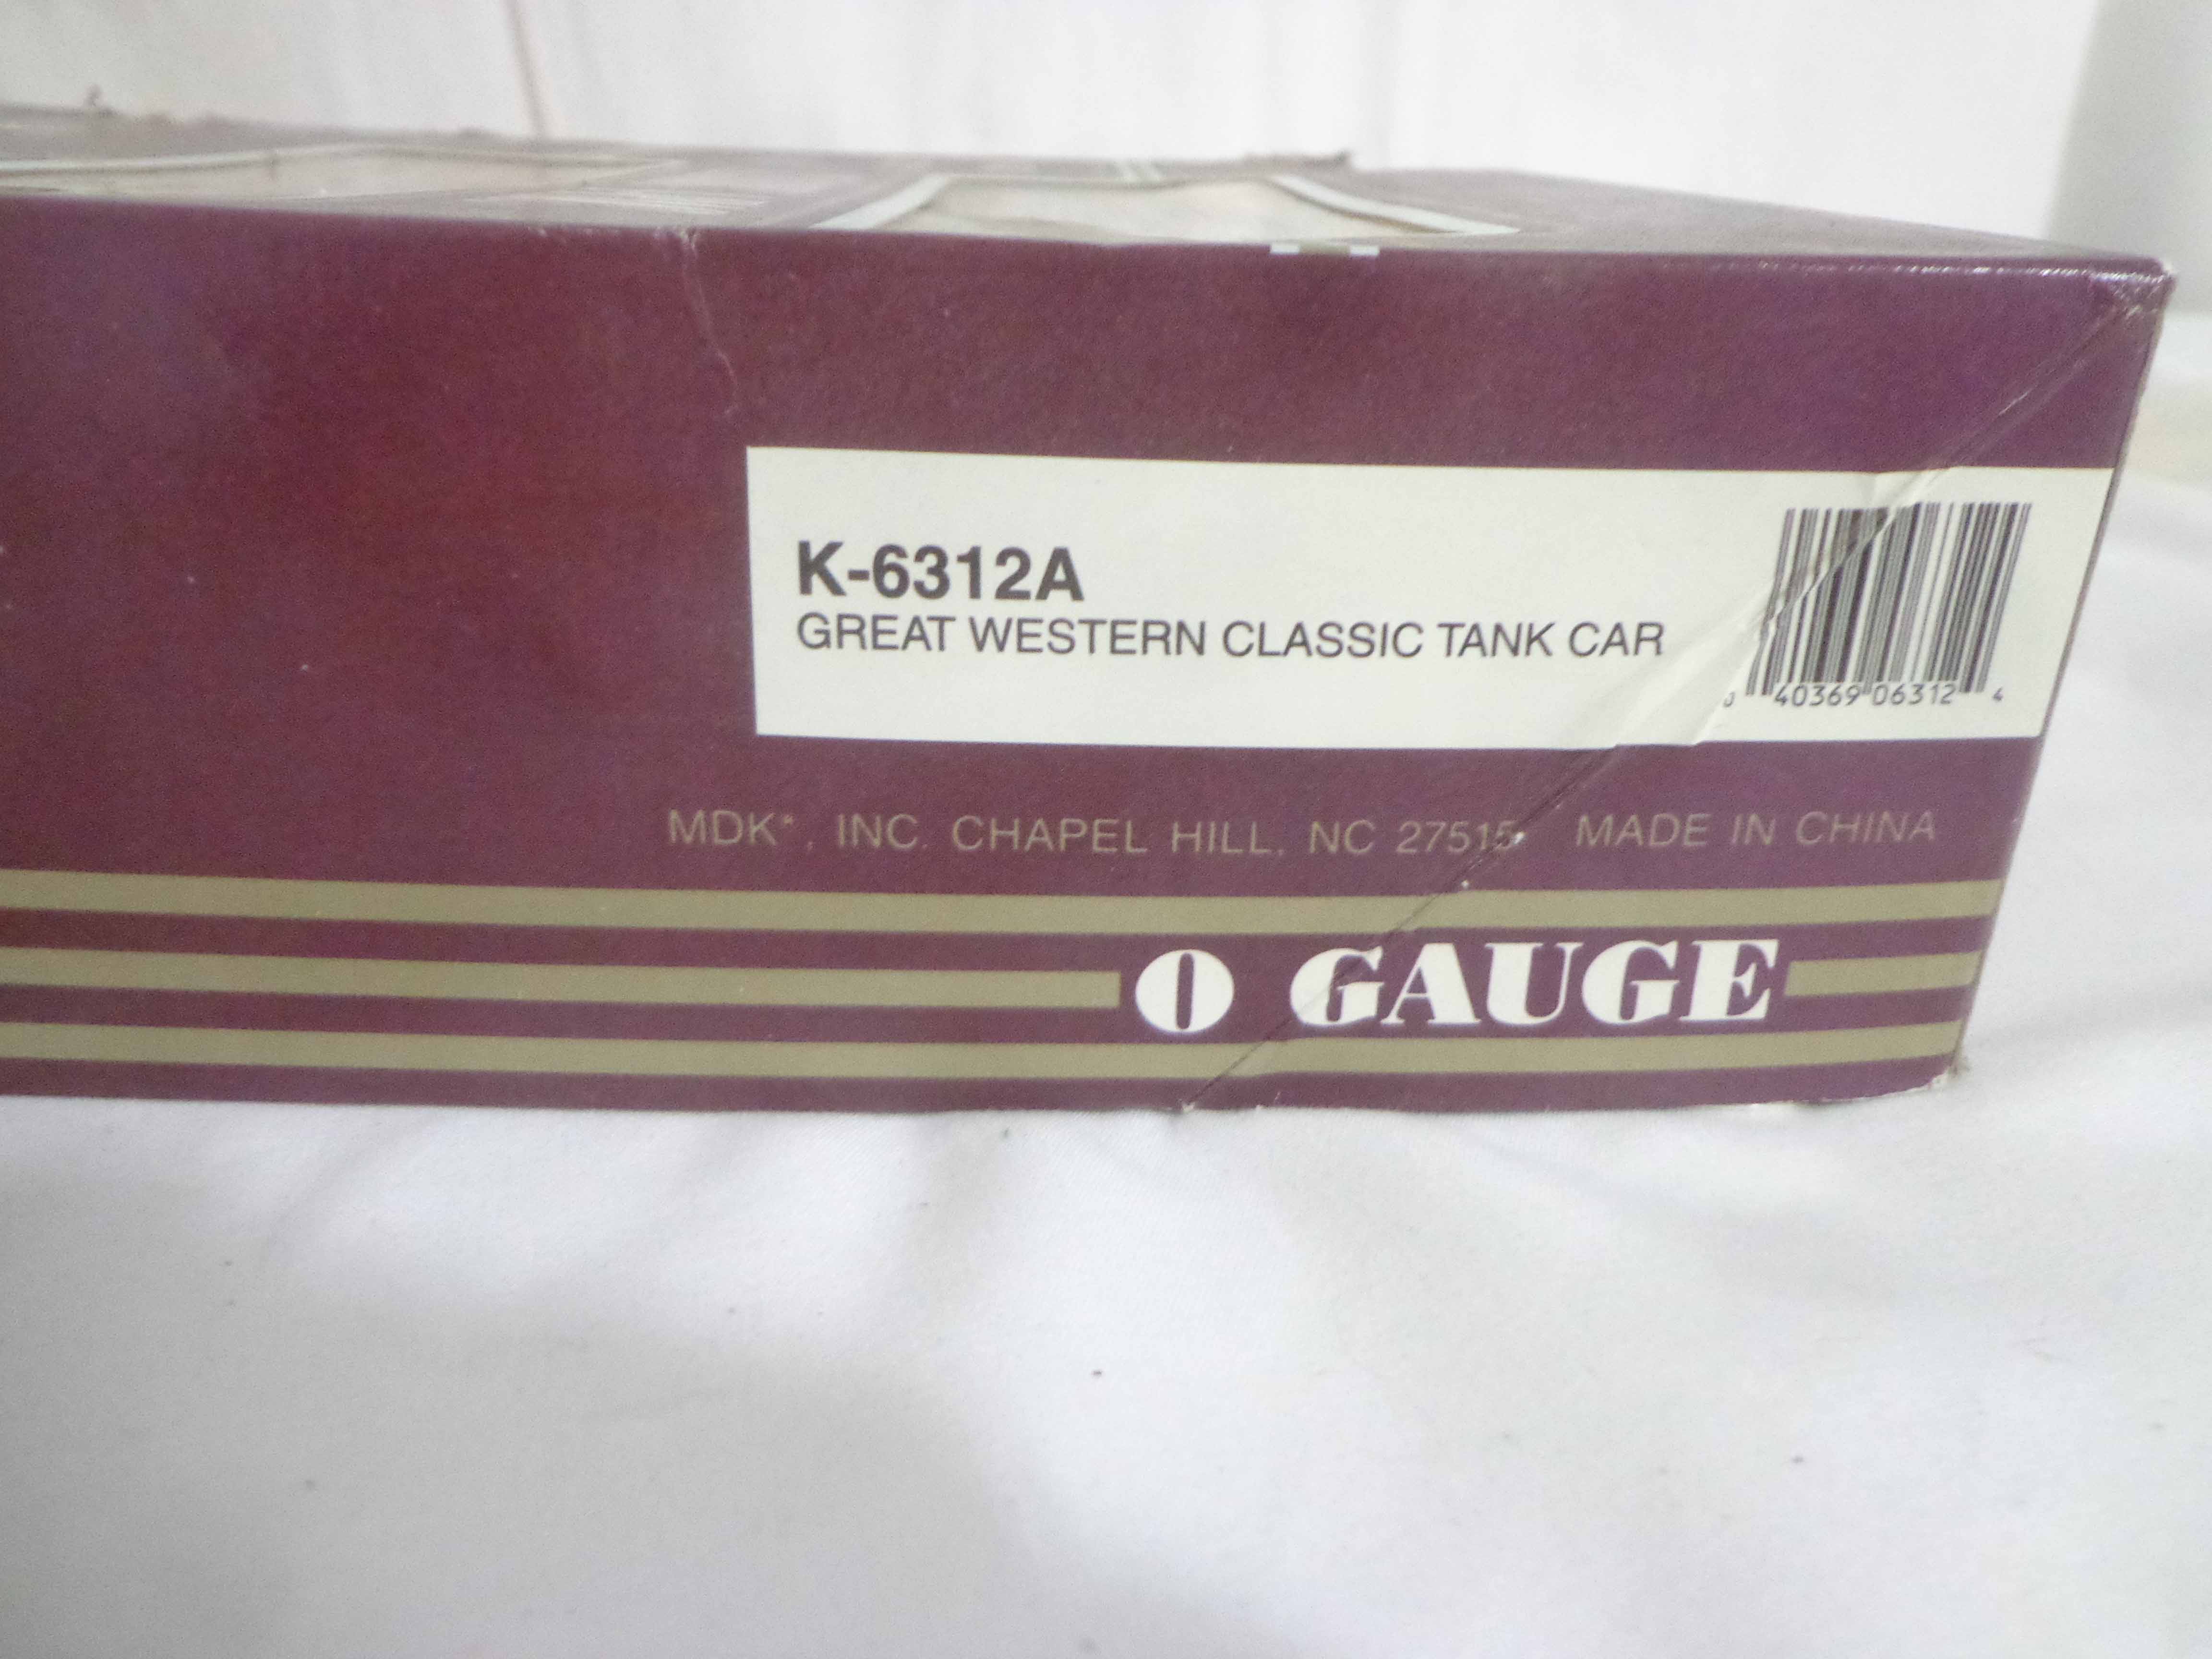 K-6312A
GREAT WESTERN CLASSIC TANK CAR
0 40369 06312 4
MDK*, INC. CHAPEL HILL, NC 27515 MADE IN CHINA
O GAUGE